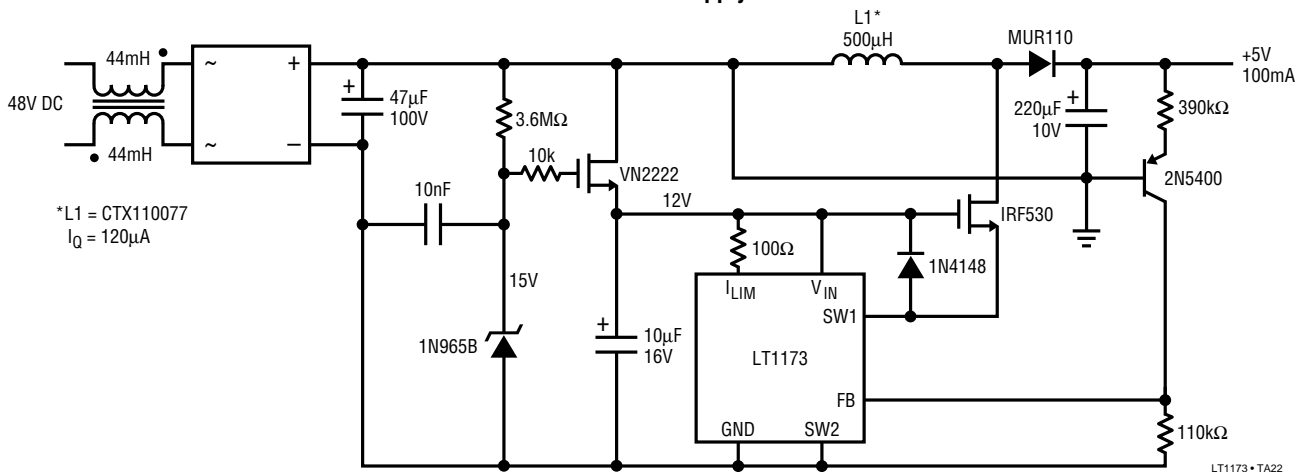 L1*
500µH
MUR110
+5V
100mA
44mH
48V DC
44mH
~
+
~
−
+
47µF
100V
3.6MΩ
10k
VN2222
220µF
10V
+
390kΩ
2N5400
*L1 = CTX110077
I_Q = 120µA
10nF
12V
IRF530
100Ω
1N4148
15V
I_LIM
V_IN
SW1
1N965B
+
10µF
16V
LT1173
FB
GND
SW2
110kΩ
LT1173 • TA22